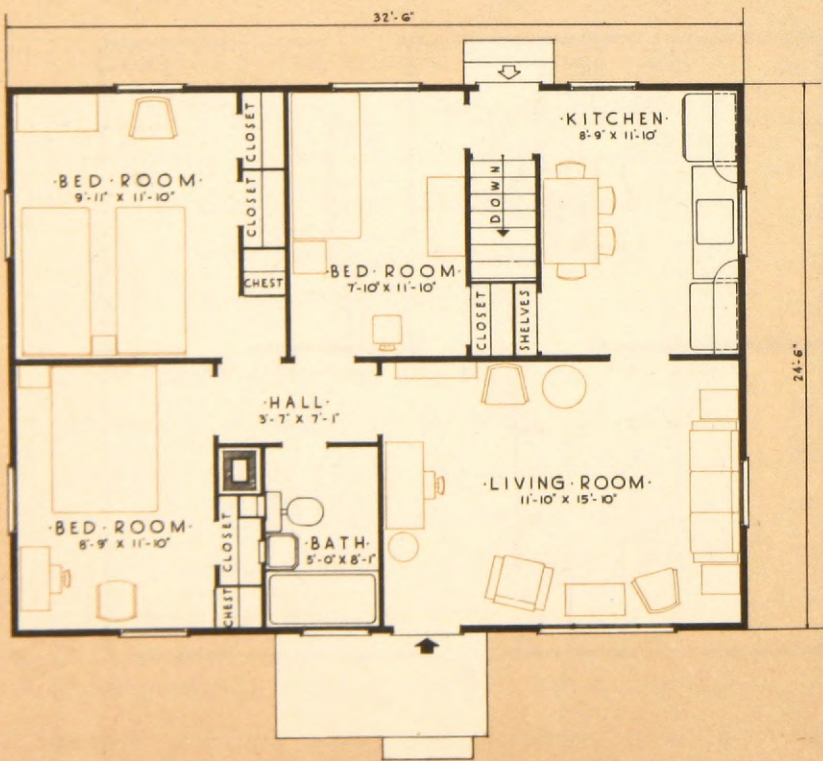 32'-6"
CLOSET
·KITCHEN·
8'-9" X 11'-10"
·BED·ROOM·
9'-11" X 11'-10"
CLOSET
DOWN
CHEST
·BED·ROOM·
7'-10" X 11'-10"
CLOSET
SHELVES
24'-6"
·HALL·
3'-7" X 7'-1"
·LIVING·ROOM·
11'-10" X 15'-10"
·BED·ROOM·
8'-9" X 11'-10"
CLOSET
·BATH·
5'-0" X 8'-1"
CHEST